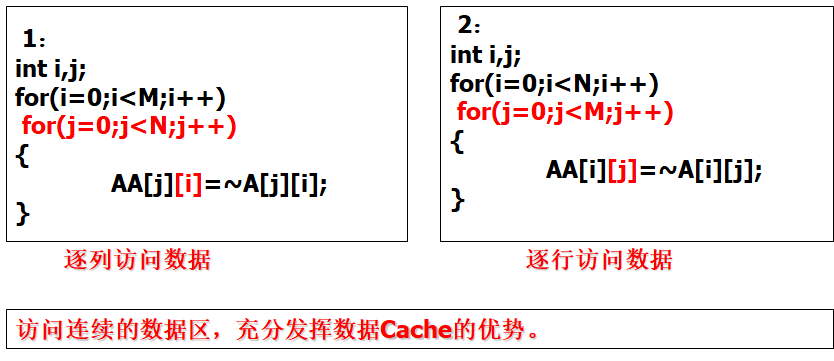 1：
int i,j;
for(i=0;i<M;i++)
for(j=0;j<N;j++)
{
AA[j][i]=~A[j][i];
}
逐列访问数据
2：
int i,j;
for(i=0;i<N;i++)
for(j=0;j<M;j++)
{
AA[i][j]=~A[i][j];
}
逐行访问数据
访问连续的数据区，充分发挥数据Cache的优势。